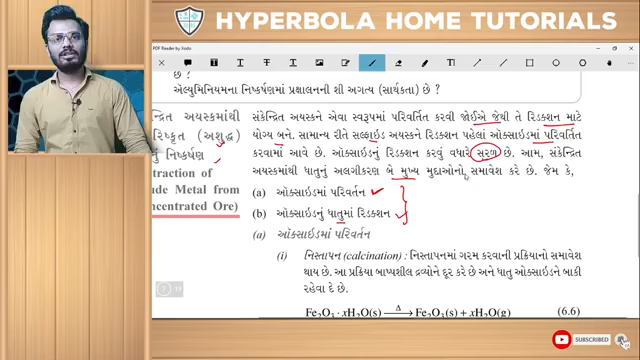 HYPERBOLA HOME TUTORIALS
PDF Reader by Xodo
છે ?
એલ્યુમિનિયમના નિષ્કર્ષણમાં પ્રક્ષાલનની શી અગત્ય (સાર્થકતા) છે ?
ન્દ્રિત અયસ્કમાંથી
રિષ્કૃત (અશુદ્ધ)
નું નિષ્કર્ષણ
traction of
ude Metal from
ncentrated Ore)
સંકેન્દ્રિત અયસ્કને એવા સ્વરૂપમાં પરિવર્તિત કરવી જોઈએ જેથી તે રિડક્શન માટે
યોગ્ય બને. સામાન્ય રીતે સલ્ફાઇડ અયસ્કને રિડક્શન પહેલાં ઑક્સાઇડમાં પરિવર્તિત
કરવામાં આવે છે. ઑક્સાઇડનું રિડક્શન કરવું વધારે સરળ છે. આમ, સંકેન્દ્રિત
અયસ્કમાંથી ધાતુનું અલગીકરણ બે મુખ્ય મુદાઓનો સમાવેશ કરે છે. જેમ કે,
(a) ઑક્સાઇડમાં પરિવર્તન
(b) ઑક્સાઇડનું ધાતુમાં રિડક્શન
(a) ઑક્સાઇડમાં પરિવર્તન
(i) નિસ્તાપન (calcination) : નિસ્તાપનમાં ગરમ કરવાની પ્રક્રિયાનો સમાવેશ
થાય છે. આ પ્રક્રિયા બાષ્પશીલ દ્રવ્યોને દૂર કરે છે અને ધાતુ ઑક્સાઇડને બાકી
રહેવા દે છે.
Fe₂O₃ · xH₂O(s) —Δ→ Fe₂O₃(s) + xH₂O(g) (6.6)
SUBSCRIBED